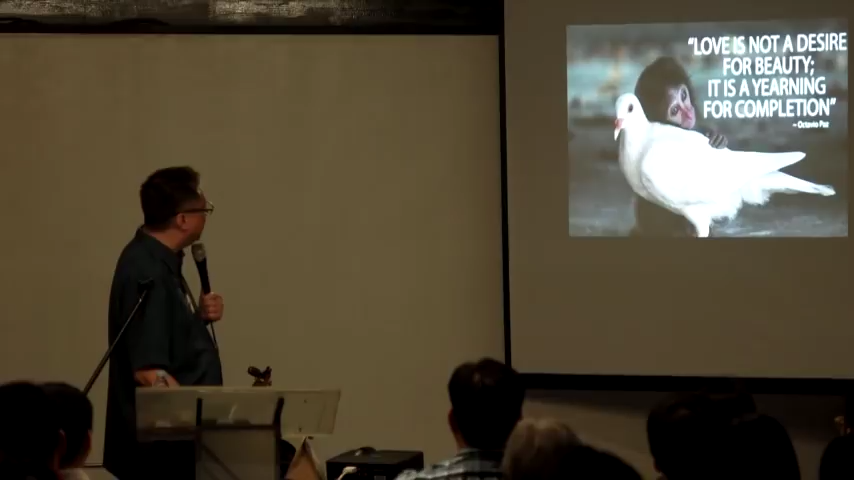 "LOVE IS NOT A DESIRE
FOR BEAUTY;
IT IS A YEARNING
FOR COMPLETION"
– Octavio Paz